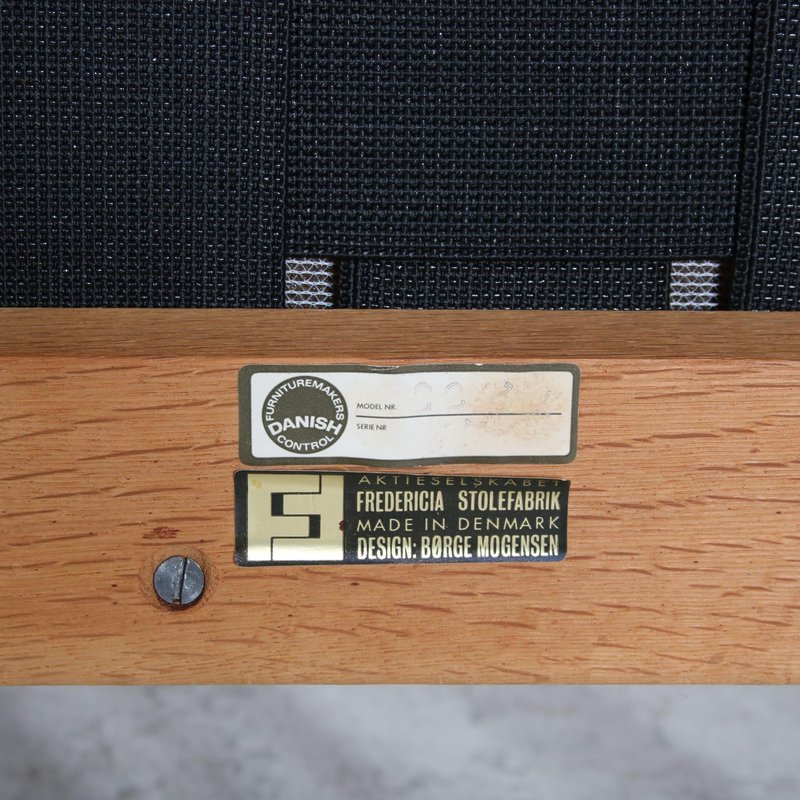 FURNITUREMAKERS
DANISH
CONTROL
MODEL NR.
SERIE NR
AKTIESELSKABET
FREDERICIA STOLEFABRIK
MADE IN DENMARK
DESIGN: BØRGE MOGENSEN